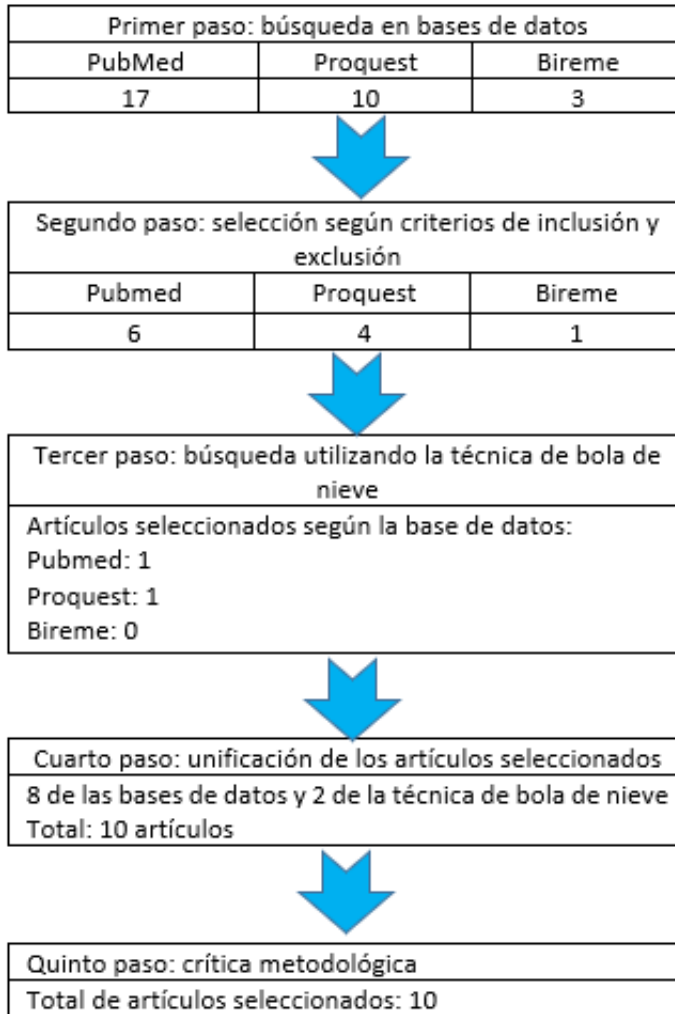 Primer paso: búsqueda en bases de datos
PubMed Proquest Bireme
17 10 3
Segundo paso: selección según criterios de inclusión y
exclusión
Pubmed Proquest Bireme
6 4 1
Tercer paso: búsqueda utilizando la técnica de bola de
nieve
Artículos seleccionados según la base de datos:
Pubmed: 1
Proquest: 1
Bireme: 0
Cuarto paso: unificación de los artículos seleccionados
8 de las bases de datos y 2 de la técnica de bola de nieve
Total: 10 artículos
Quinto paso: crítica metodológica
Total de artículos seleccionados: 10